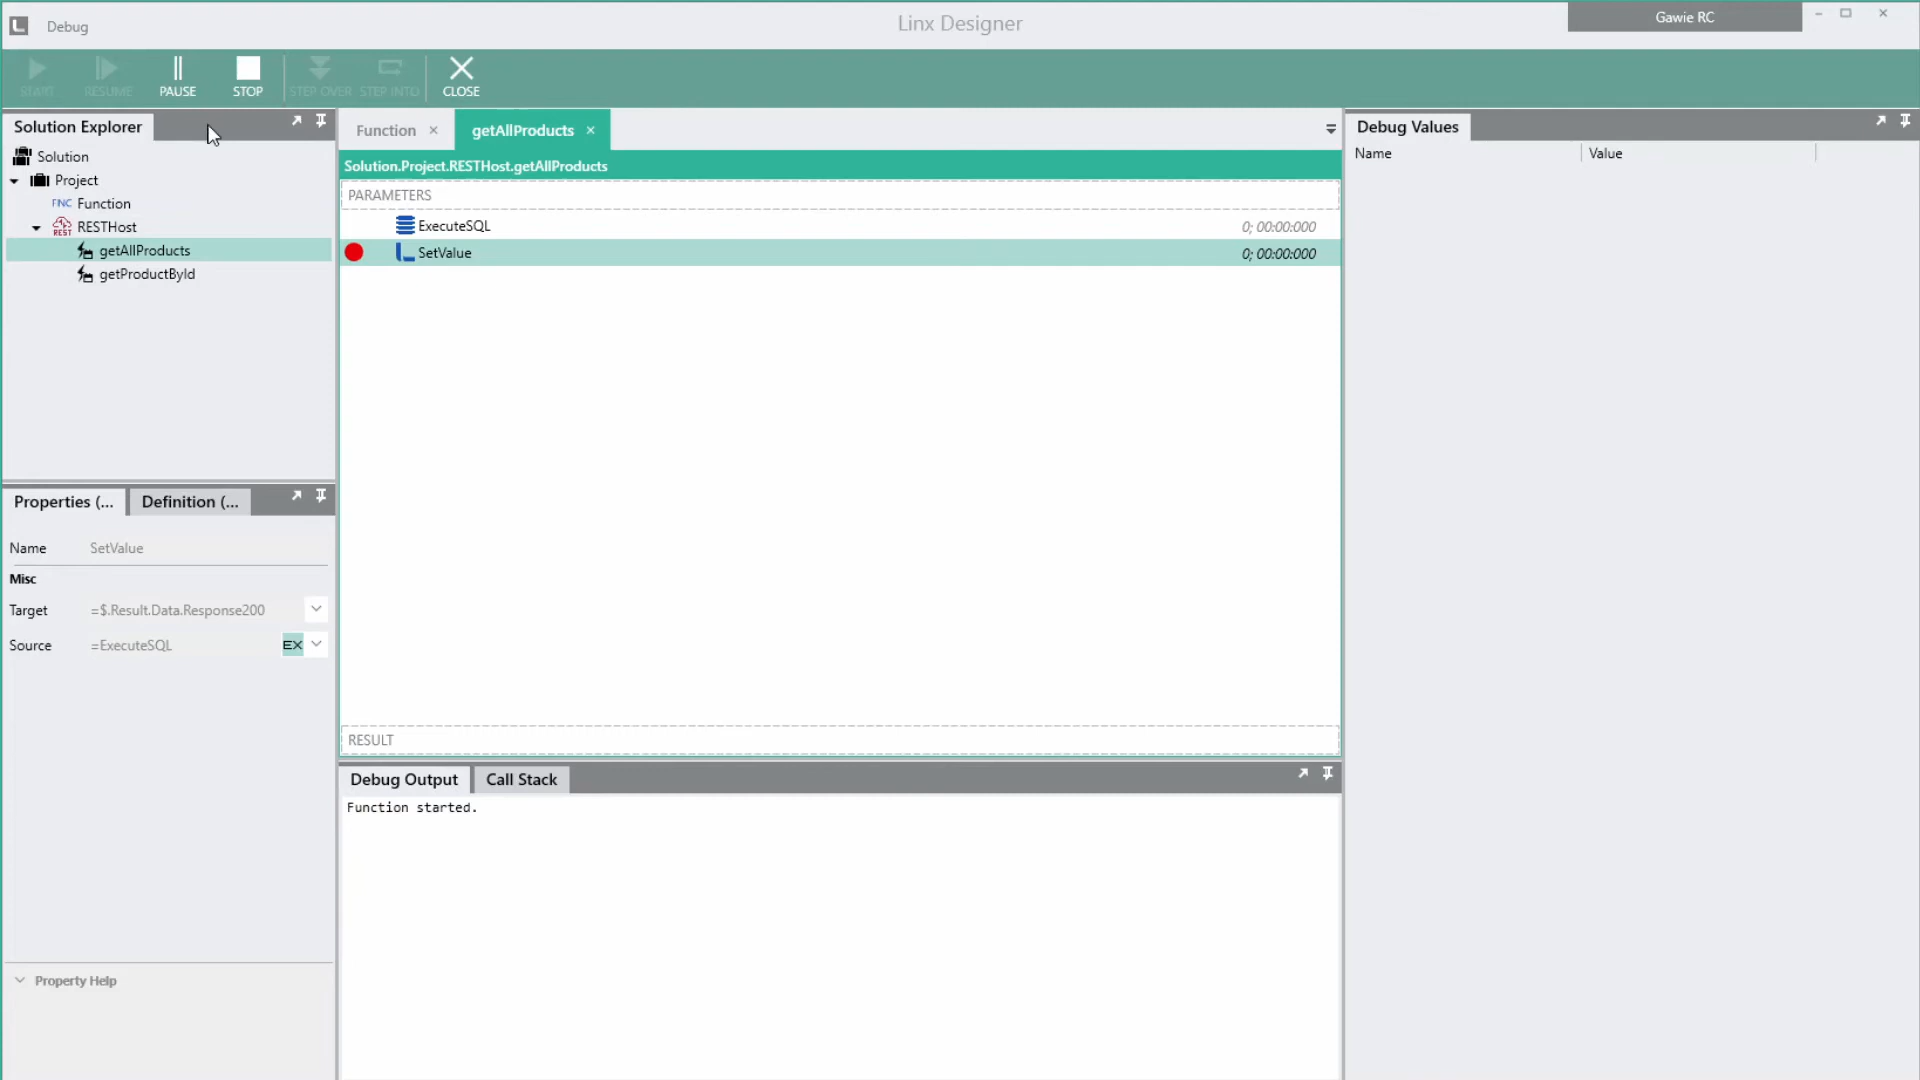 Debug
Linx Designer
Gawie RC
START
RESUME
PAUSE
STOP
STEP OVER
STEP INTO
CLOSE
Solution Explorer
Solution
Project
FINC Function
REST RESTHost
getAllProducts
getProductById
Properties (...
Definition (...
Name SetValue
Misc
Target =$.Result.Data.Response200
Source =ExecuteSQL EX
Property Help
Function
getAllProducts
Solution.Project.RESTHost.getAllProducts
PARAMETERS
ExecuteSQL 0; 00:00:000
SetValue 0; 00:00:000
RESULT
Debug Output
Call Stack
Function started.
Debug Values
Name Value